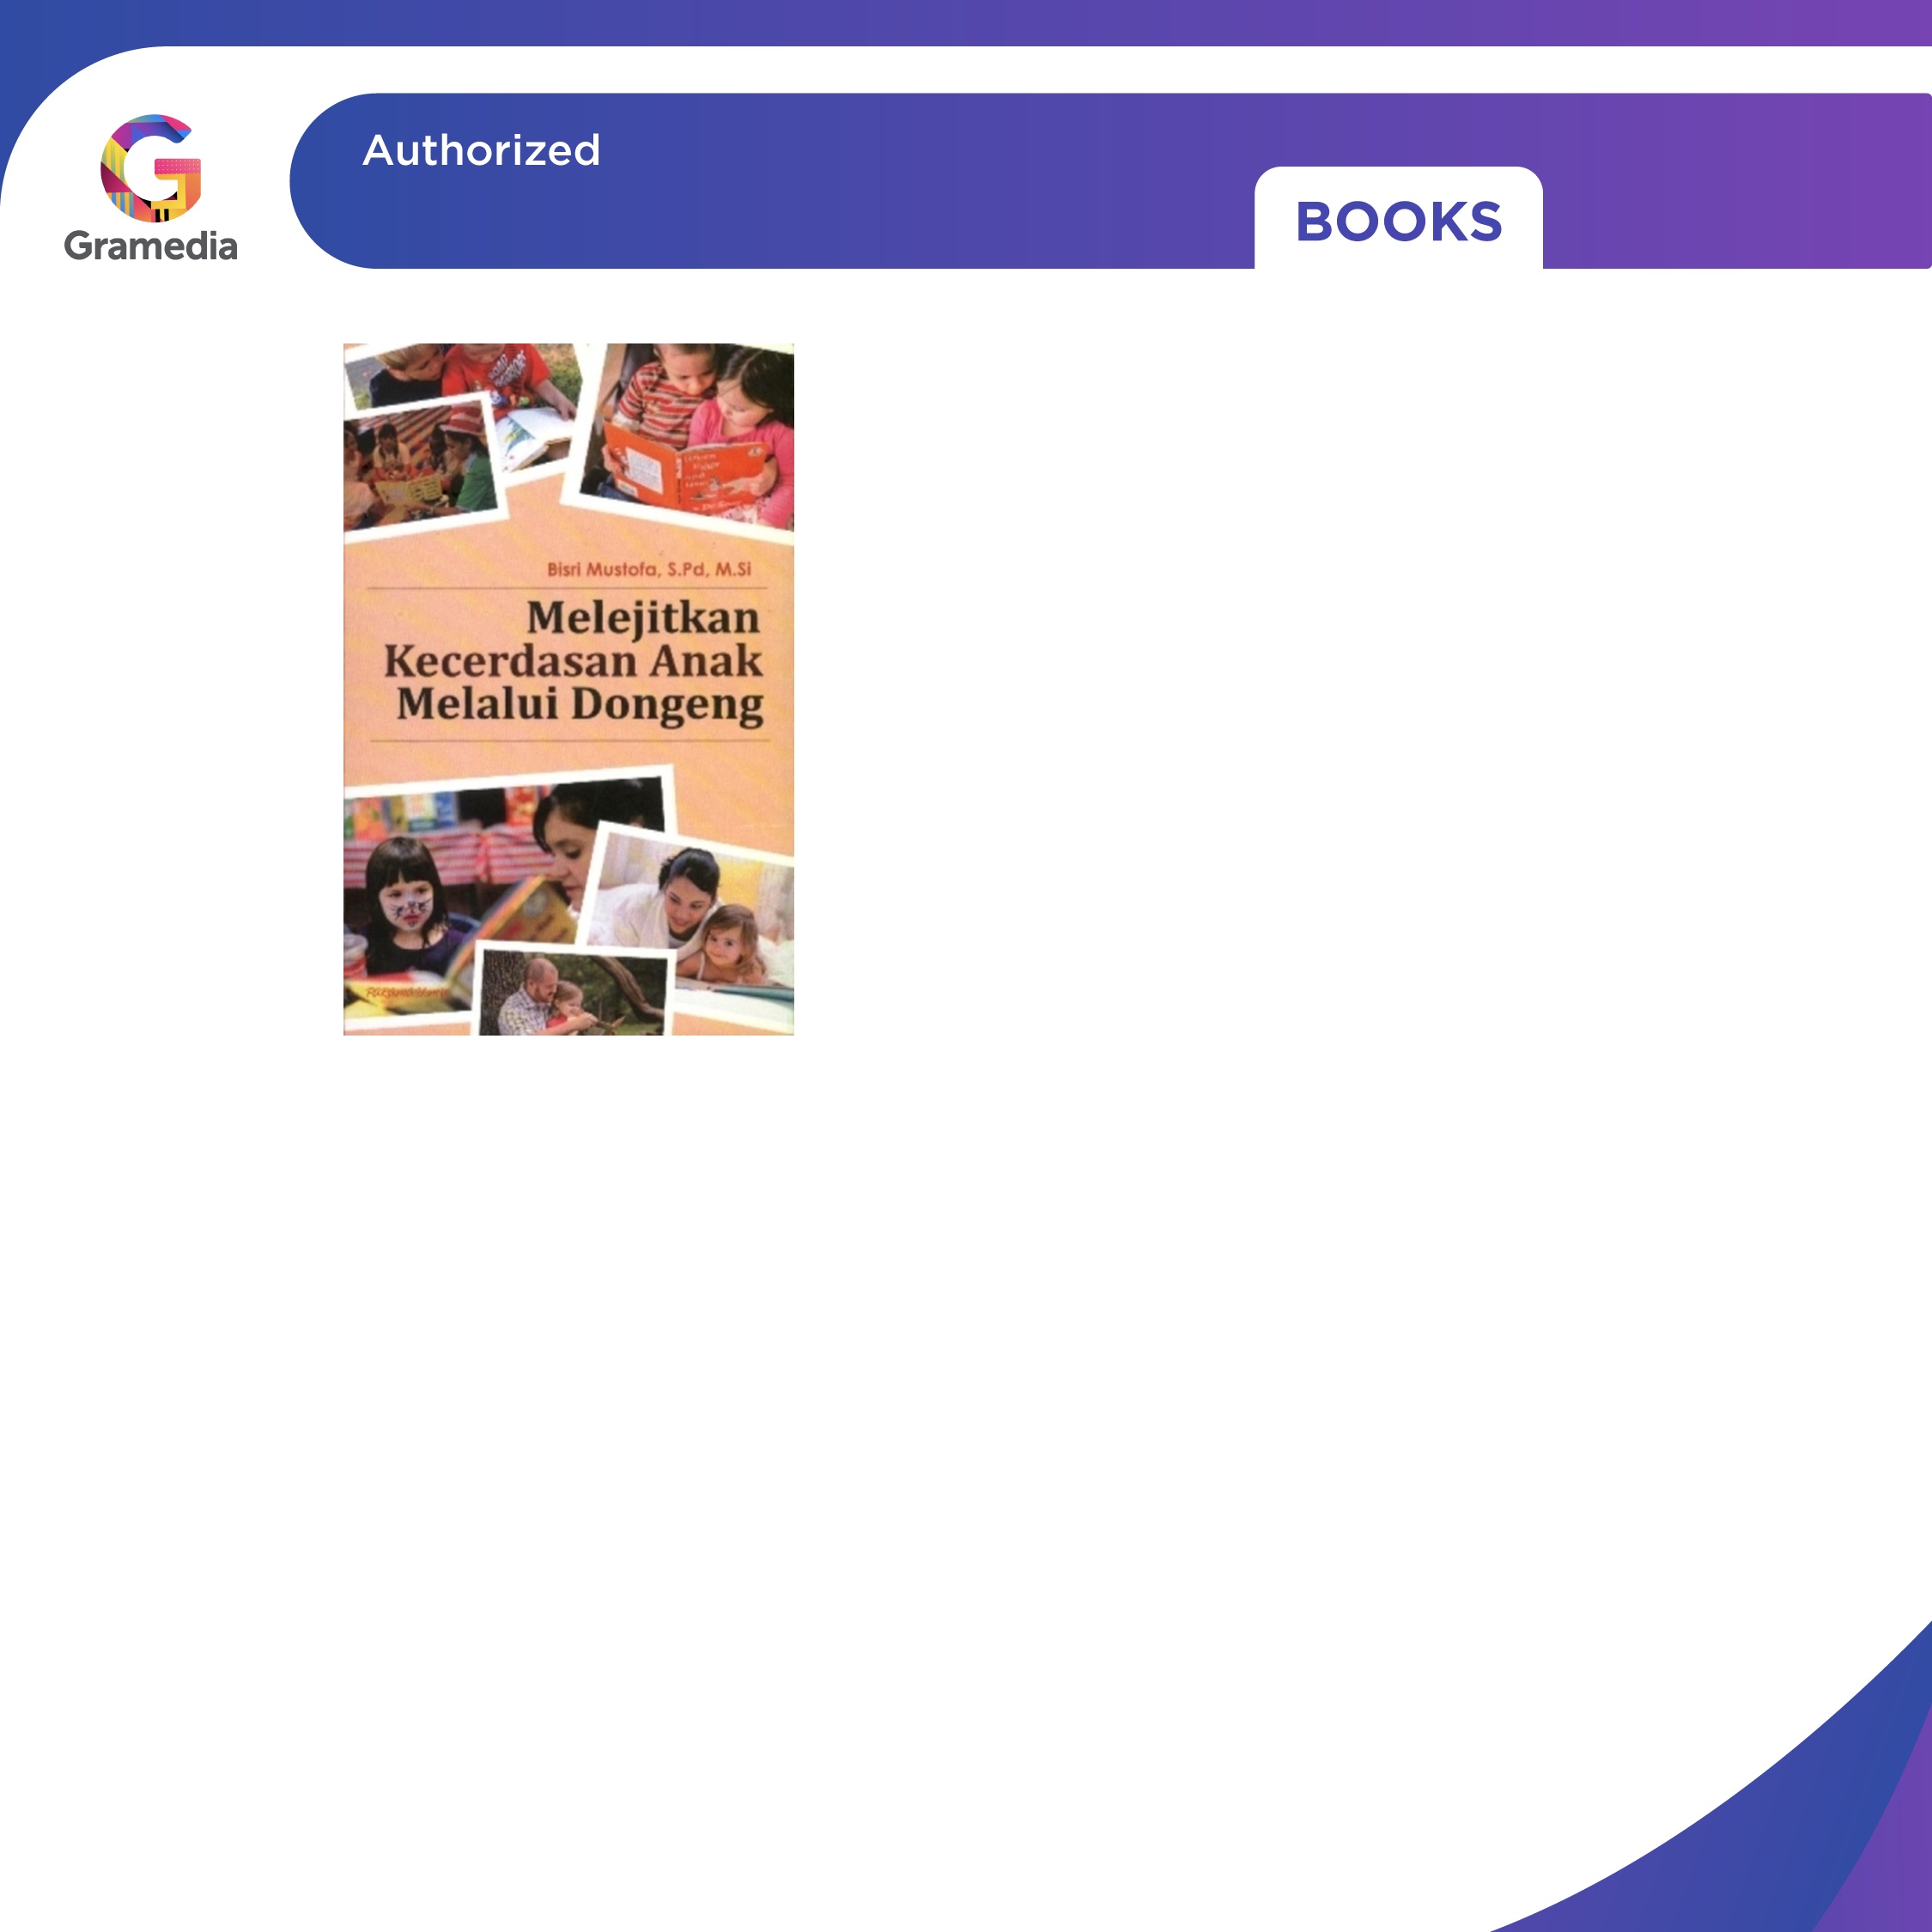 Gramedia
Authorized
BOOKS
Bisri Mustofa, S.Pd, M.Si
Melejitkan
Kecerdasan Anak
Melalui Dongeng